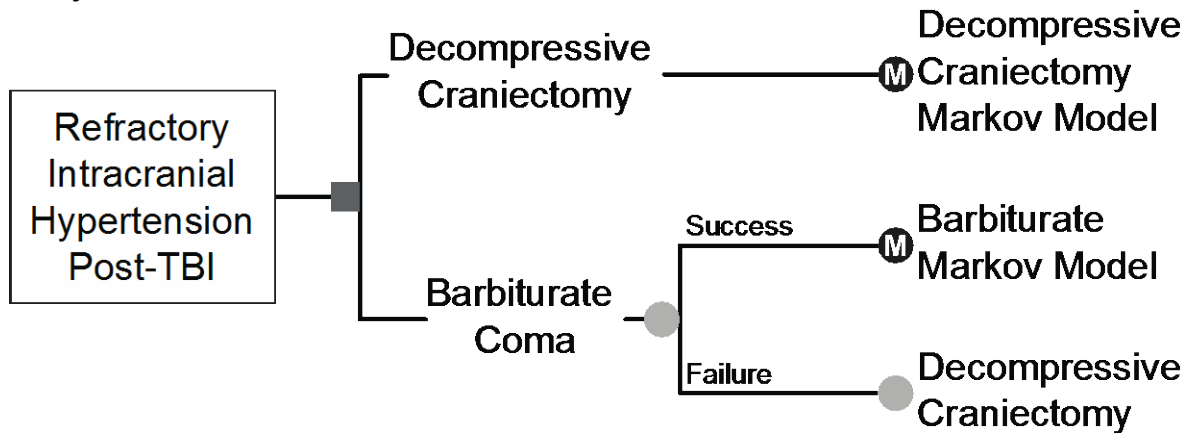 Refractory
Intracranial
Hypertension
Post-TBI
Decompressive
Craniectomy
M
Decompressive
Craniectomy
Markov Model
Barbiturate
Coma
Success
M
Barbiturate
Markov Model
Failure
Decompressive
Craniectomy